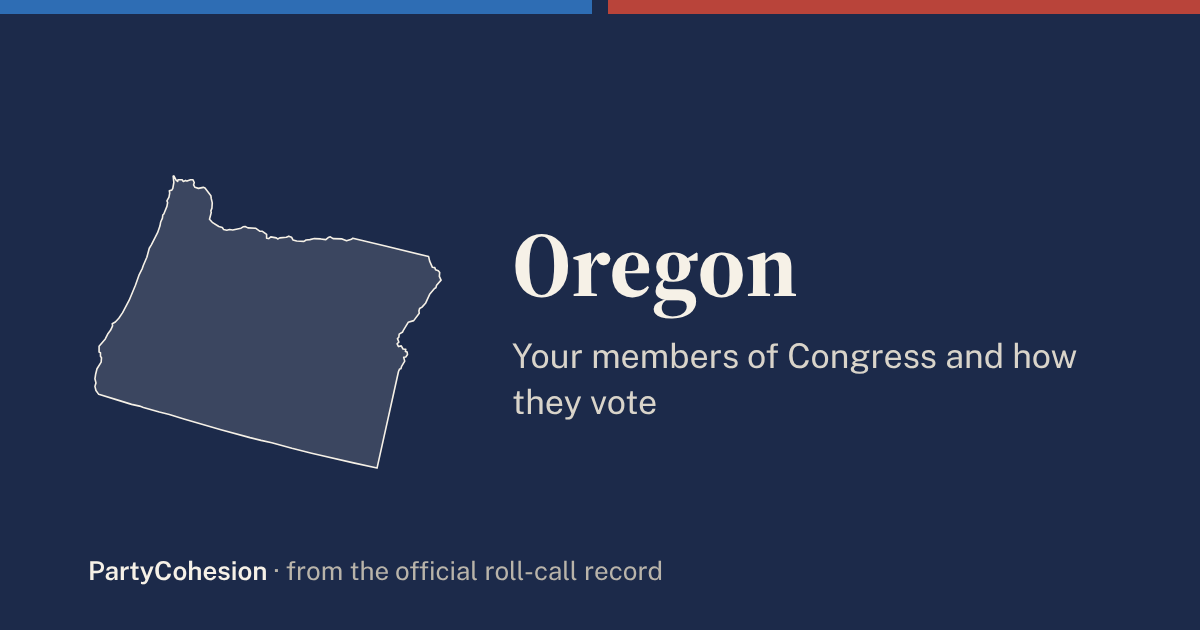 Oregon
Your members of Congress and how
they vote
PartyCohesion · from the official roll-call record